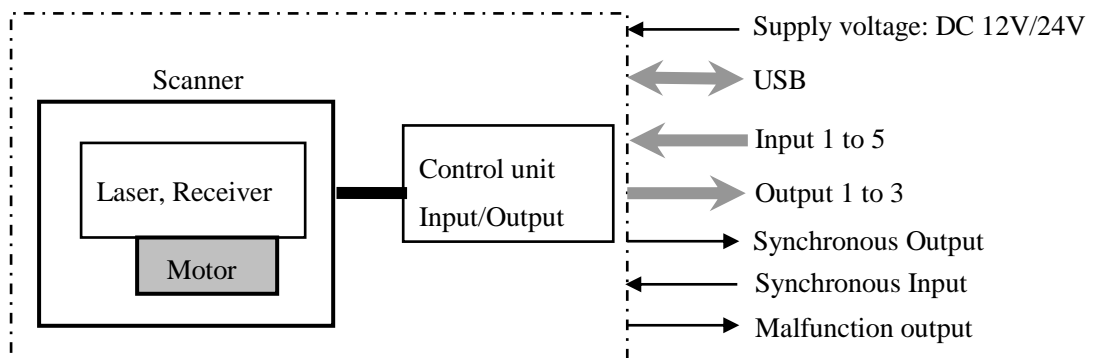 Scanner
Laser, Receiver
Motor
Control unit
Input/Output
Supply voltage: DC 12V/24V
USB
Input 1 to 5
Output 1 to 3
Synchronous Output
Synchronous Input
Malfunction output